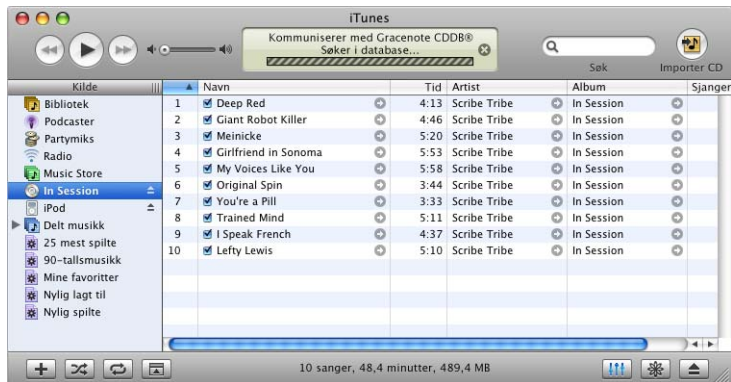 iTunes
Kommuniserer med Gracenote CDDB®
Søker i database...
Søk
Importer CD
Kilde
Navn Tid Artist Album Sjanger
Bibliotek
Podcaster
Partymiks
Radio
Music Store
In Session
iPod
Delt musikk
25 mest spilte
90-tallsmusikk
Mine favoritter
Nylig lagt til
Nylig spilte
1 Deep Red 4:13 Scribe Tribe In Session
2 Giant Robot Killer 4:46 Scribe Tribe In Session
3 Meinicke 5:20 Scribe Tribe In Session
4 Girlfriend in Sonoma 5:53 Scribe Tribe In Session
5 My Voices Like You 5:58 Scribe Tribe In Session
6 Original Spin 3:44 Scribe Tribe In Session
7 You're a Pill 3:33 Scribe Tribe In Session
8 Trained Mind 5:11 Scribe Tribe In Session
9 I Speak French 4:37 Scribe Tribe In Session
10 Lefty Lewis 5:10 Scribe Tribe In Session
10 sanger, 48,4 minutter, 489,4 MB